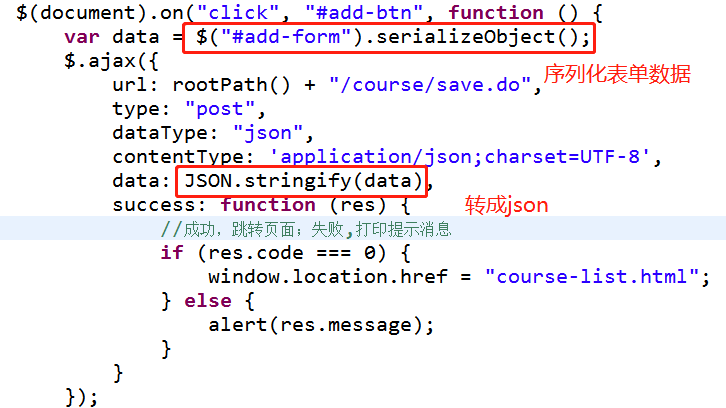 $(document).on("click", "#add-btn", function () {
var data = $("#add-form").serializeObject();
$.ajax({
序列化表单数据
url: rootPath() + "/course/save.do",
type: "post",
dataType: "json",
contentType: 'application/json;charset=UTF-8',
data: JSON.stringify(data),
success: function (res) {
转成json
//成功，跳转页面；失败,打印提示消息
if (res.code === 0) {
window.location.href = "course-list.html";
} else {
alert(res.message);
}
}
});